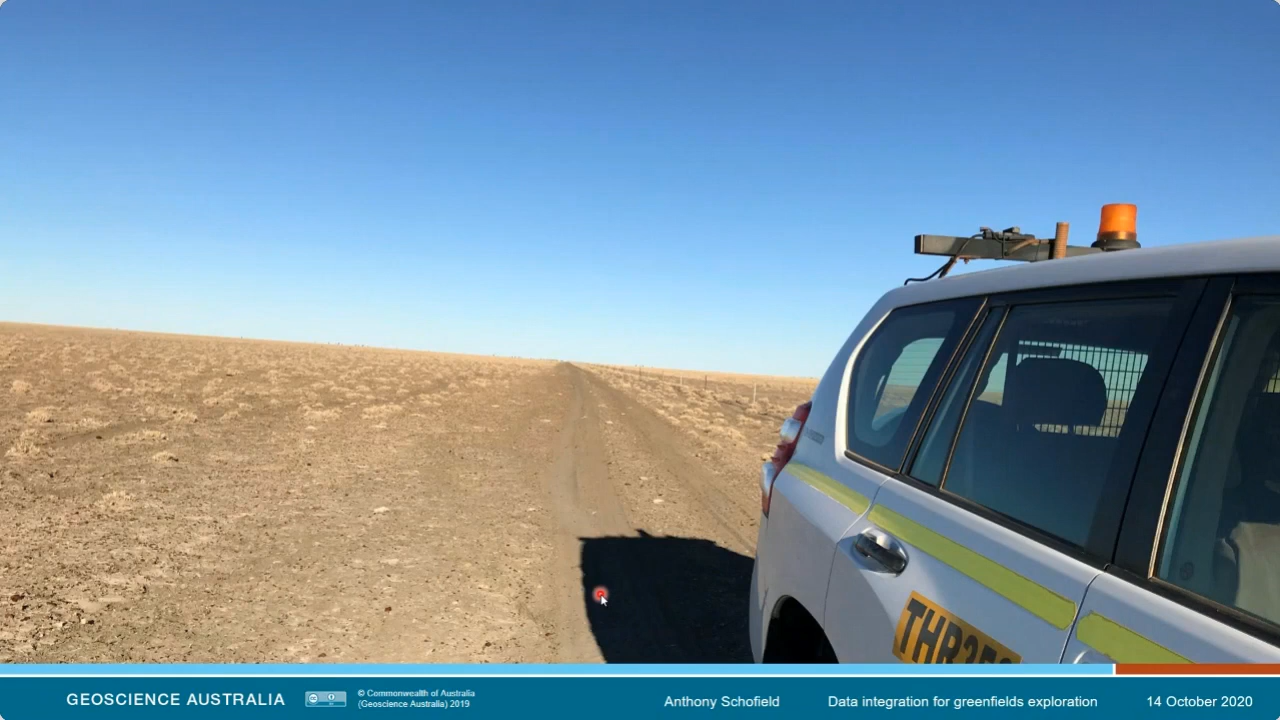 GEOSCIENCE AUSTRALIA
© Commonwealth of Australia
(Geoscience Australia) 2019
Anthony Schofield
Data integration for greenfields exploration
14 October 2020